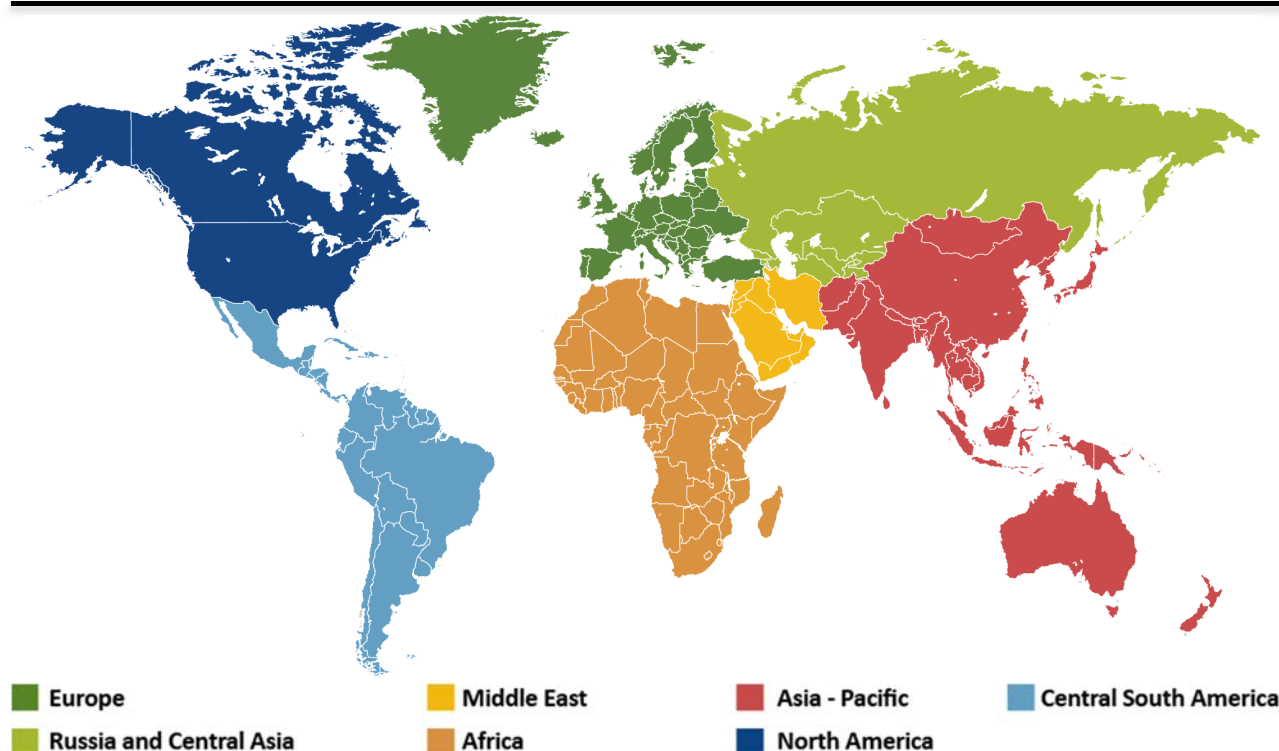 Europe
Middle East
Asia - Pacific
Central South America
Russia and Central Asia
Africa
North America